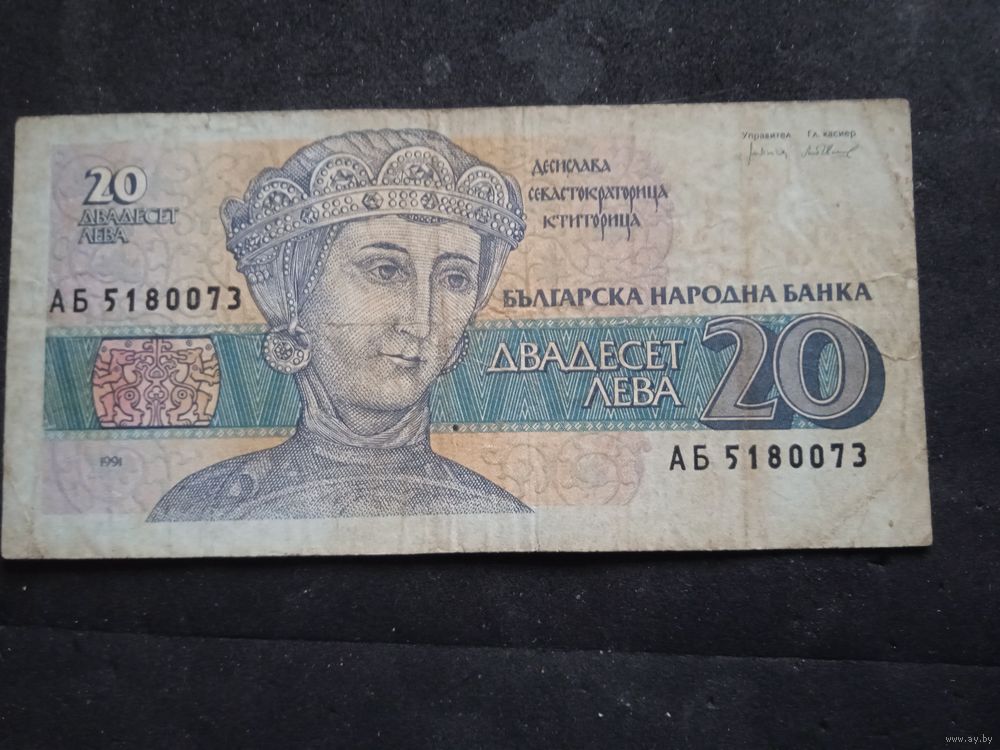 Управител Гл. касиер
20
ДВАДЕСЕТ
ЛЕВА
ДЕСИСЛАВА
СЕВАСТОКРАТОРИЦА
КТИТОРИЦА
АБ 5180073
БЪЛГАРСКА НАРОДНА БАНКА
ДВАДЕСЕТ
ЛЕВА
20
АБ 5180073
1991
www.ay.by